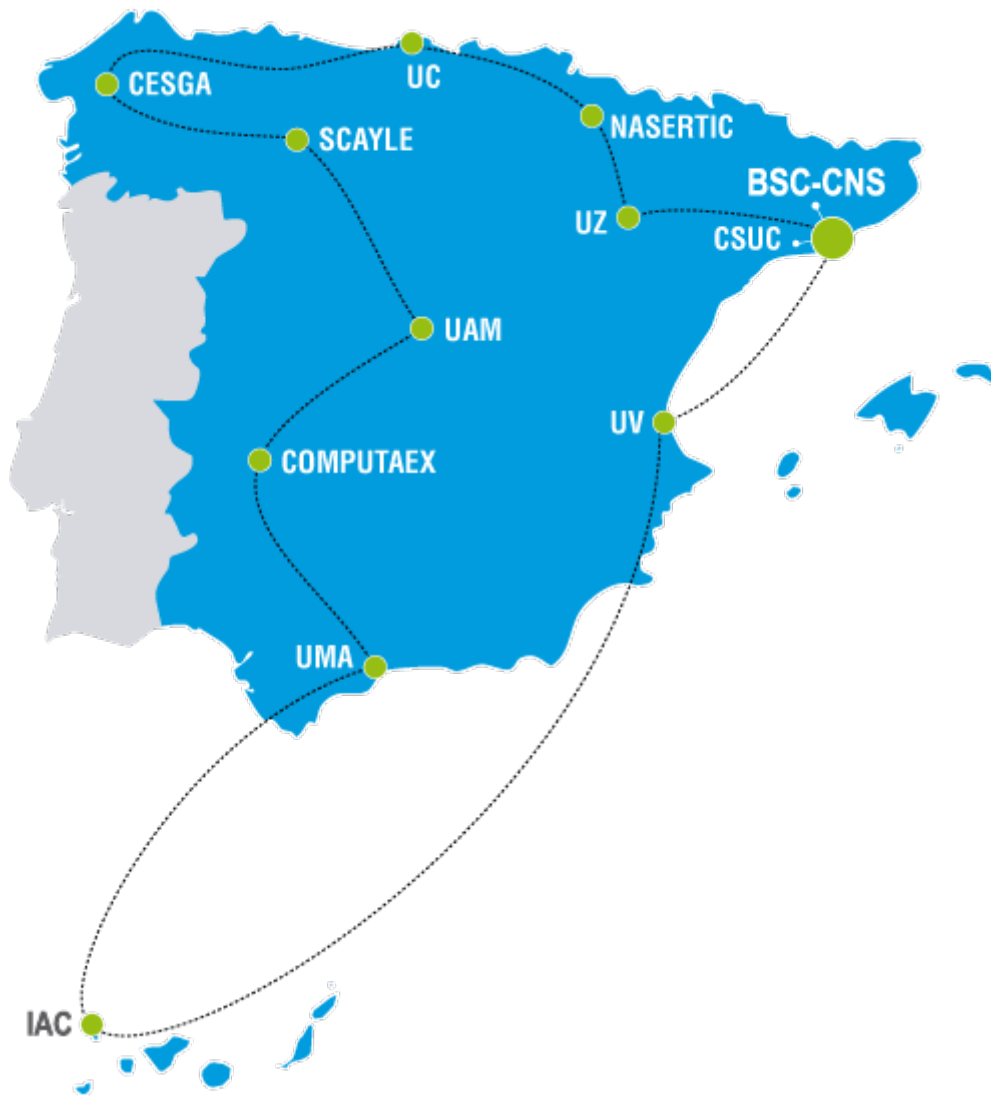 UC
CESGA
NASERTIC
SCAYLE
BSC-CNS
UZ
CSUC
UAM
UV
COMPUTAEX
UMA
IAC